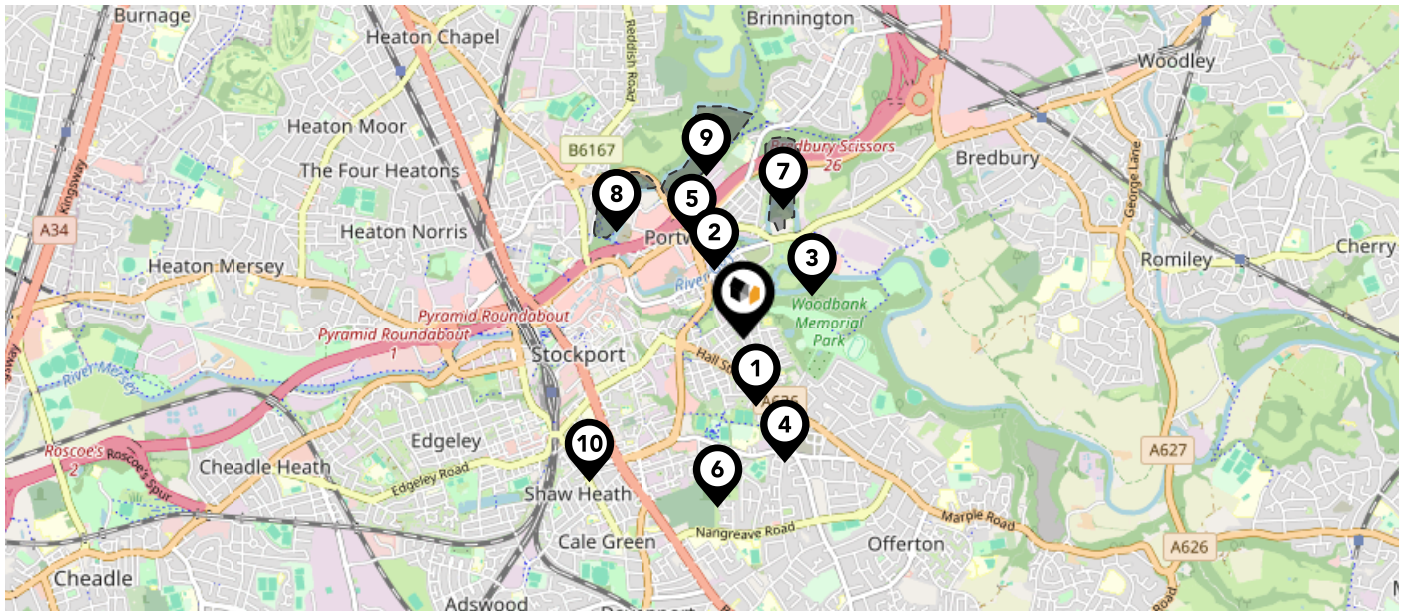 Burnage
Brinnington
Heaton Chapel
Reddish Road
Woodley
Heaton Moor
B6167
9
Bredbury Scissors
26
Bredbury
The Four Heatons
7
George Lane
Kingsway
8
5
A34
Heaton Norris
2
Cherry
3
Romiley
Heaton Mersey
River
Woodbank
Memorial
Park
Pyramid Roundabout
Pyramid Roundabout
1
Stockport
River Mersey
Hall
1
4
Edgeley
10
A627
Roscoe's
2
Roscoe's Spur
Cheadle Heath
Edgeley Road
6
Shaw Heath
Marple Road
Nangreave Road
Cale Green
Offerton
A626
Cheadle
Adswood
Road